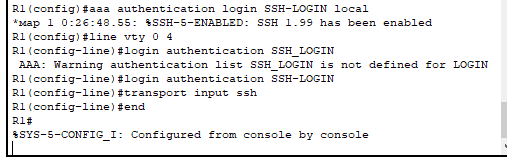 R1(config)#aaa authentication login SSH-LOGIN local
*мар 1 0:26:48.55: %SSH-5-ENABLED: SSH 1.99 has been enabled
R1(config)#line vty 0 4
R1(config-line)#login authentication SSH_LOGIN
AAA: Warning authentication list SSH_LOGIN is not defined for LOGIN
R1(config-line)#login authentication SSH-LOGIN
R1(config-line)#transport input ssh
R1(config-line)#end
R1#
%SYS-5-CONFIG_I: Configured from console by console